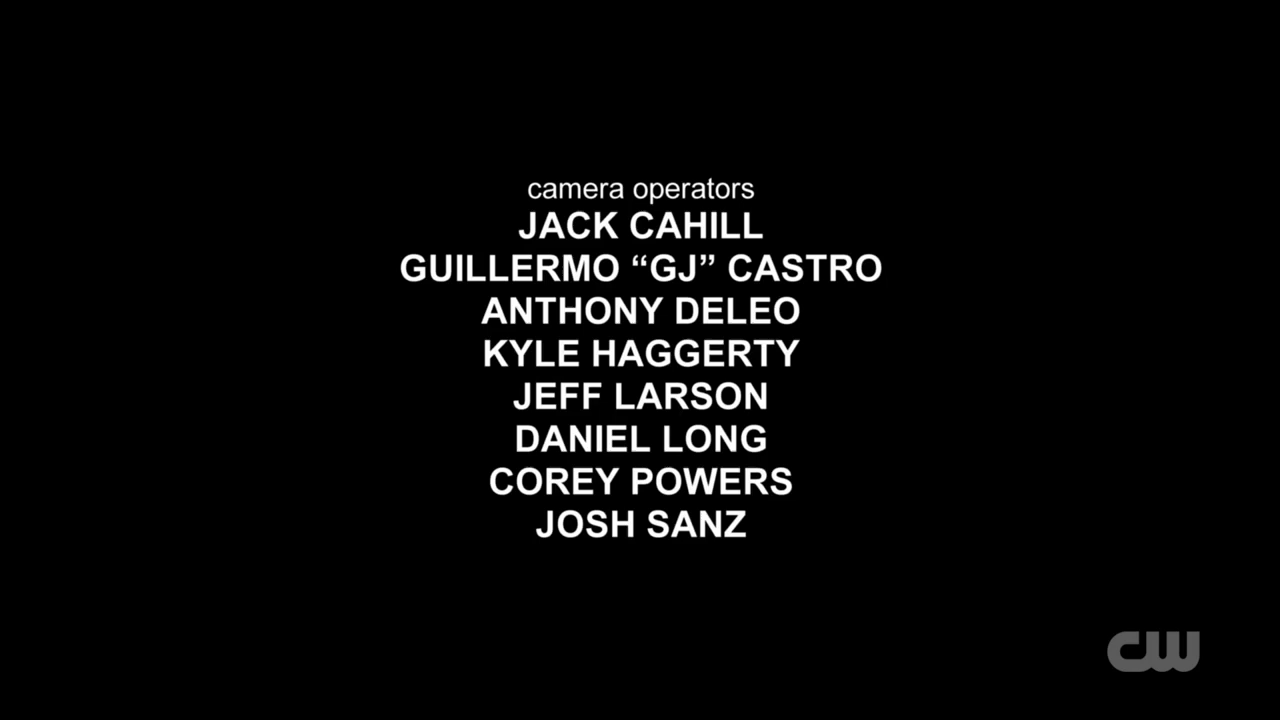 camera operators
JACK CAHILL
GUILLERMO “GJ” CASTRO
ANTHONY DELEO
KYLE HAGGERTY
JEFF LARSON
DANIEL LONG
COREY POWERS
JOSH SANZ
CW